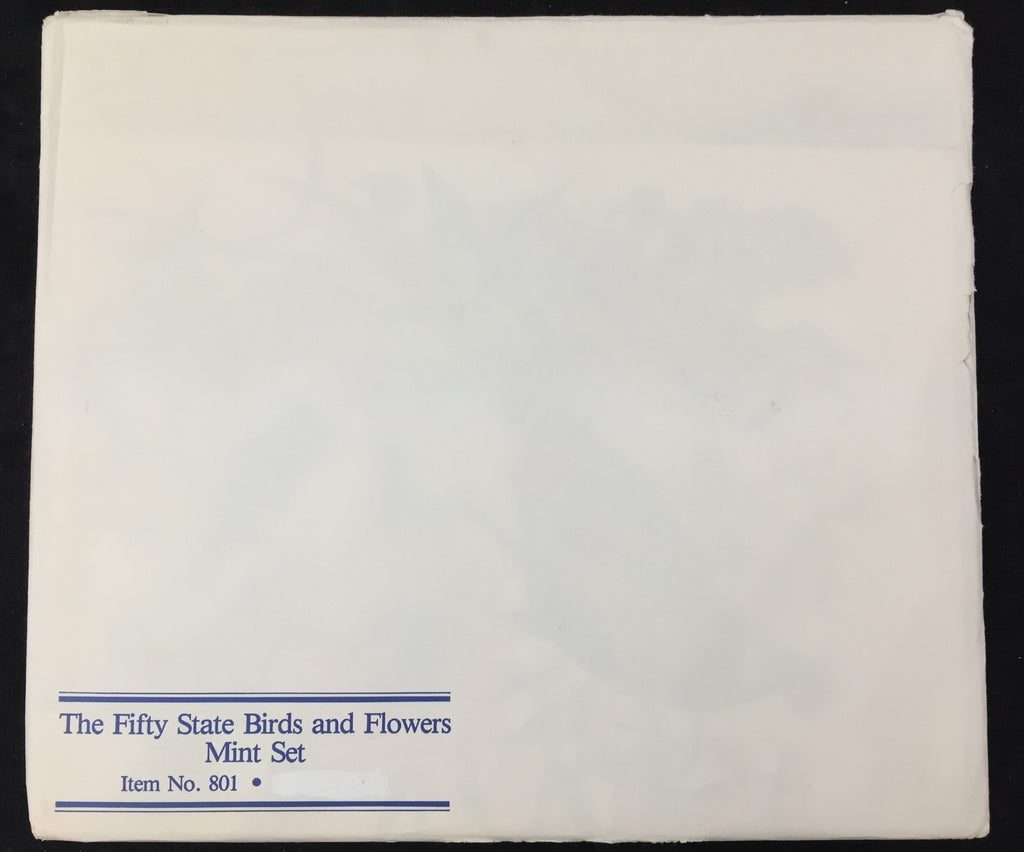 The Fifty State Birds and Flowers
Mint Set
Item No. 801 •